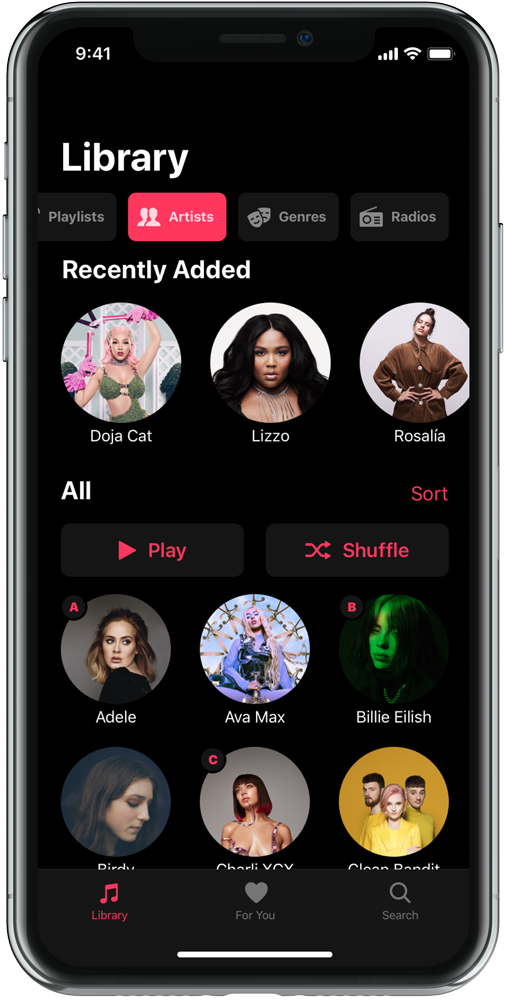 9:41
Library
Playlists Artists Genres Radios
Recently Added
Doja Cat Lizzo Rosalía
All Sort
Play Shuffle
A B
Adele Ava Max Billie Eilish
C
Birdy Charli XCX Clean Bandit
Library For You Search